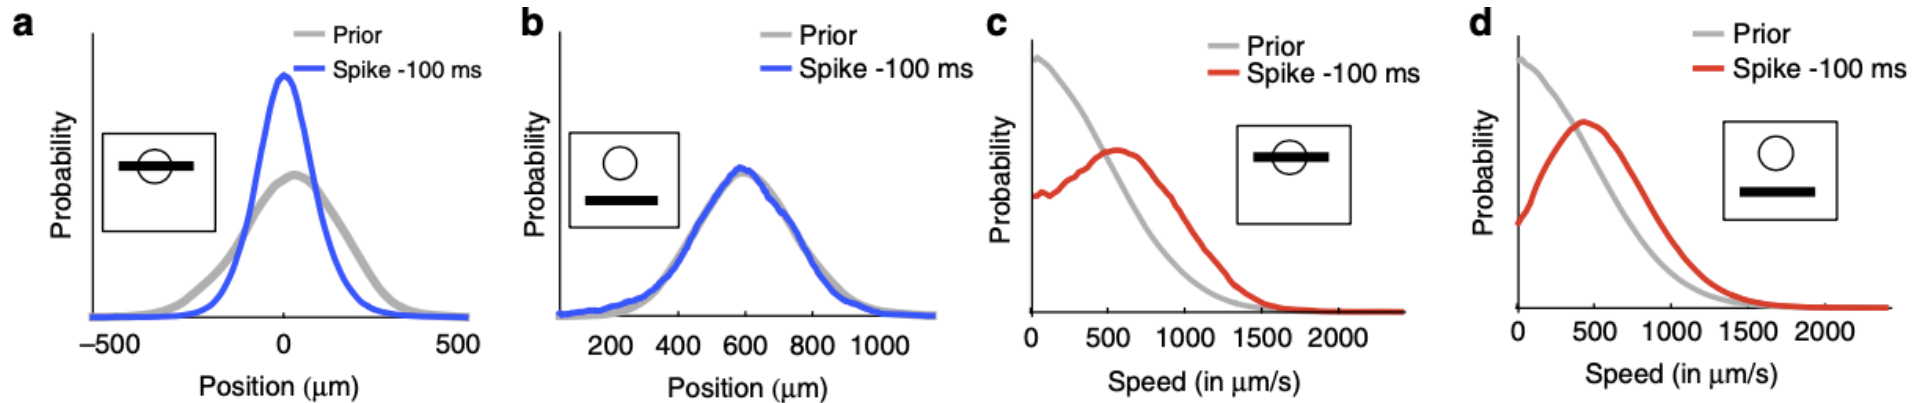 a
Prior
Spike -100 ms
Probability
–500
0
500
Position (μm)
b
Prior
Spike -100 ms
Probability
200
400
600
800
1000
Position (μm)
c
Prior
Spike -100 ms
Probability
0
500
1000
1500
2000
Speed (in μm/s)
d
Prior
Spike -100 ms
Probability
0
500
1000
1500
2000
Speed (in μm/s)